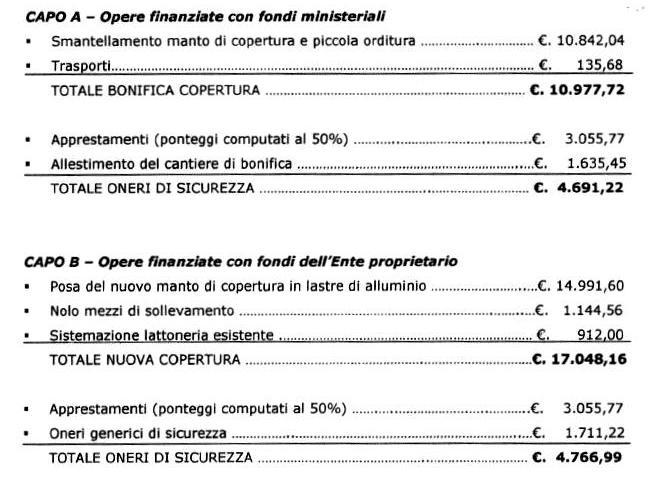 CAPO A – Opere finanziate con fondi ministeriali
▪ Smantellamento manto di copertura e piccola orditura ............................. €. 10.842,04
▪ Trasporti............................................................................................................ €. 135,68
TOTALE BONIFICA COPERTURA ................................................................ €. 10.977,72
▪ Apprestamenti (ponteggi computati al 50%) ............................................€. 3.055,77
▪ Allestimento del cantiere di bonifica ..........................................................€. 1.635,45
TOTALE ONERI DI SICUREZZA .................................................................. €. 4.691,22
CAPO B – Opere finanziate con fondi dell'Ente proprietario
▪ Posa del nuovo manto di copertura in lastre di alluminio ...........................€. 14.991,60
▪ Nolo mezzi di sollevamento .........................................................................€. 1.144,56
▪ Sistemazione lattoneria esistente ............................................................... €. 912,00
TOTALE NUOVA COPERTURA .......................................................................€. 17.048,16
▪ Apprestamenti (ponteggi computati al 50%) ............................................€. 3.055,77
▪ Oneri generici di sicurezza ..........................................................................€. 1.711,22
TOTALE ONERI DI SICUREZZA .................................................................. €. 4.766,99